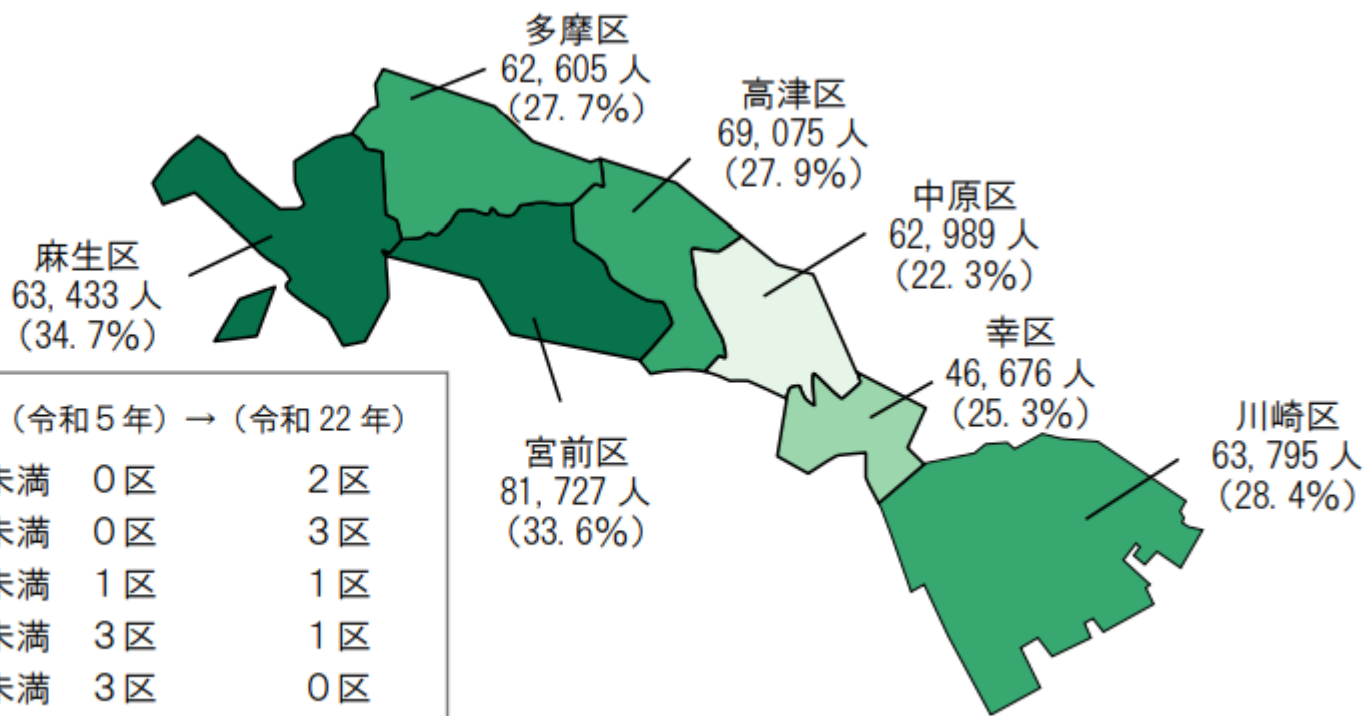 多摩区
62,605 人
(27.7%)
高津区
69,075 人
(27.9%)
中原区
62,989 人
(22.3%)
麻生区
63,433 人
(34.7%)
幸区
46,676 人
(25.3%)
川崎区
63,795 人
(28.4%)
宮前区
81,727 人
(33.6%)
(令和5年)→(令和 22 年)
未満 0区 2区
未満 0区 3区
未満 1区 1区
未満 3区 1区
未満 3区 0区